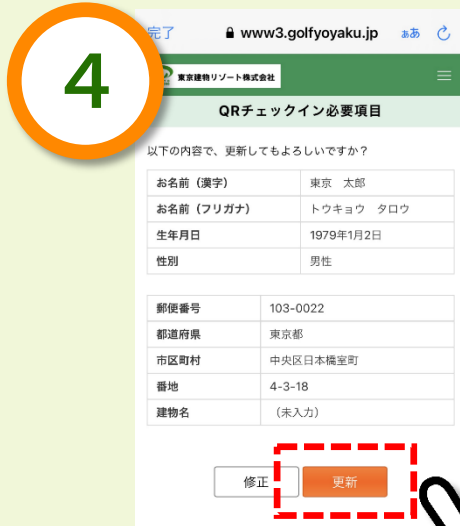 4
完了 www3.golfyoyaku.jp ぁあ
東京建物リゾート株式会社
QRチェックイン必要項目
以下の内容で、更新してもよろしいですか？
お名前（漢字） 東京 太郎
お名前（フリガナ） トウキョウ タロウ
生年月日 1979年1月2日
性別 男性
郵便番号 103-0022
都道府県 東京都
市区町村 中央区日本橋室町
番地 4-3-18
建物名 （未入力）
修正 更新